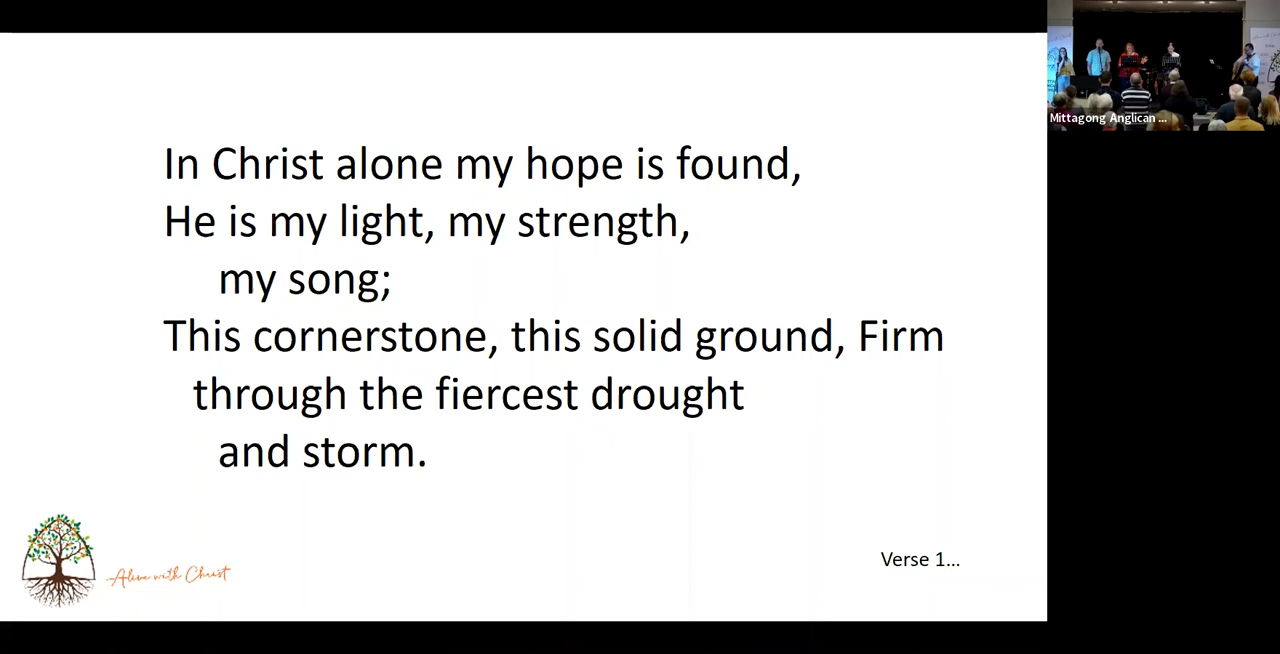 In Christ alone my hope is found,
He is my light, my strength,
my song;
This cornerstone, this solid ground, Firm
through the fiercest drought
and storm.
Alive with Christ
Verse 1...
Mittagong Anglican ...